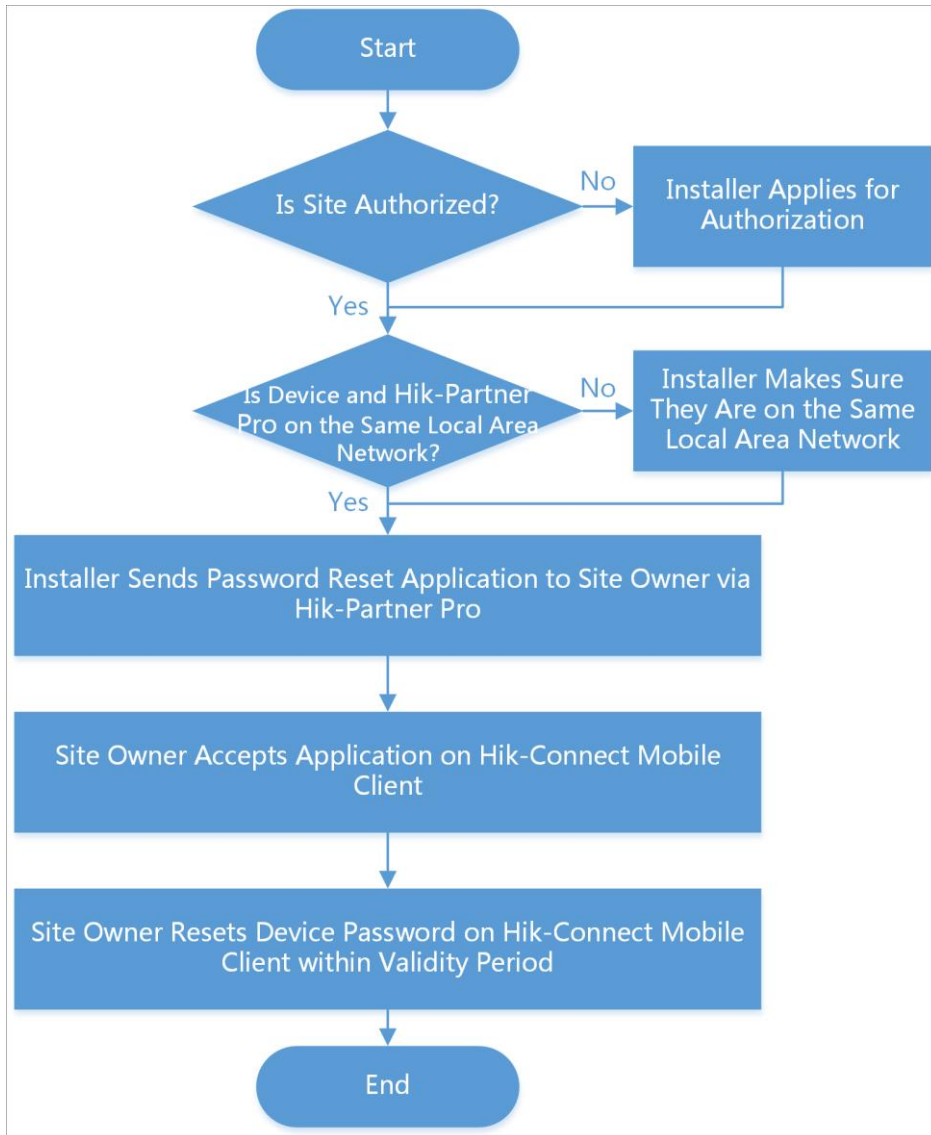 Start
Is Site Authorized?
No
Installer Applies for
Authorization
Yes
Is Device and Hik-Partner
Pro on the Same Local Area
Network?
No
Installer Makes Sure
They Are on the Same
Local Area Network
Yes
Installer Sends Password Reset Application to Site Owner via
Hik-Partner Pro
Site Owner Accepts Application on Hik-Connect Mobile
Client
Site Owner Resets Device Password on Hik-Connect Mobile
Client within Validity Period
End